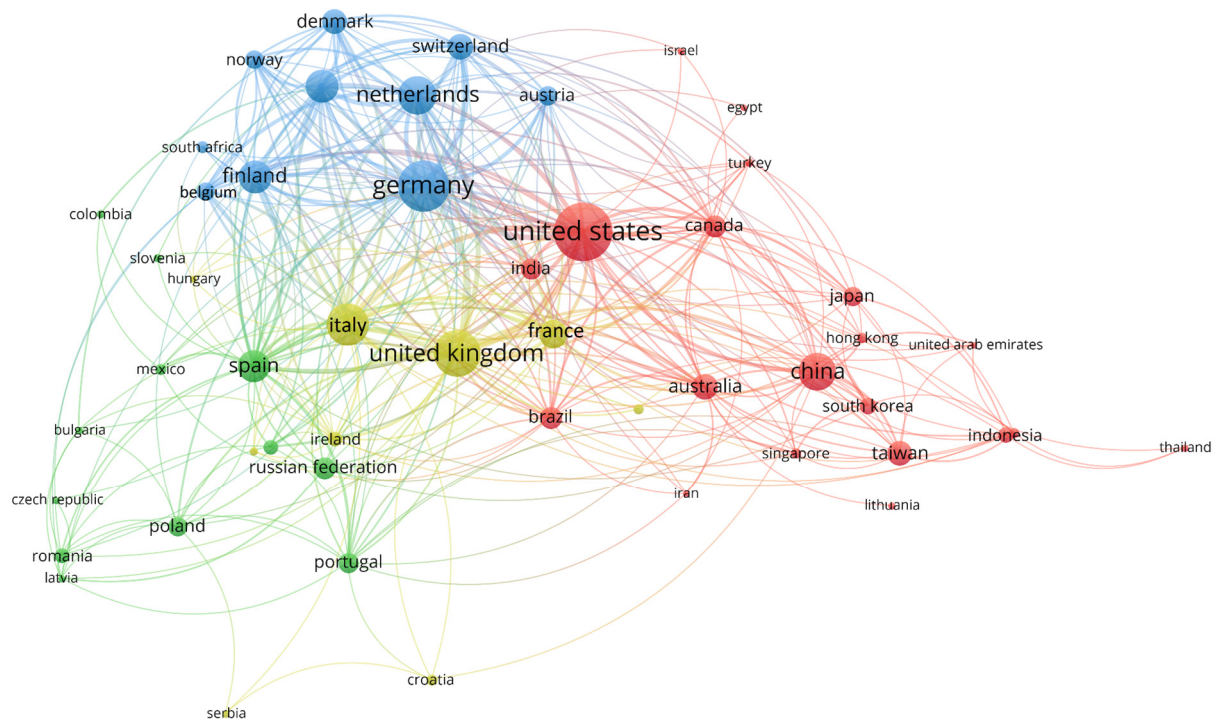 denmark
switzerland
israel
norway
netherlands
austria
egypt
south africa
turkey
finland
germany
belgium
colombia
united states
canada
slovenia
india
hungary
japan
italy
france
hong kong
united arab emirates
united kingdom
spain
mexico
china
australia
south korea
brazil
bulgaria
ireland
indonesia
thailand
russian federation
singapore
taiwan
iran
czech republic
lithuania
poland
romania
portugal
latvia
croatia
serbia